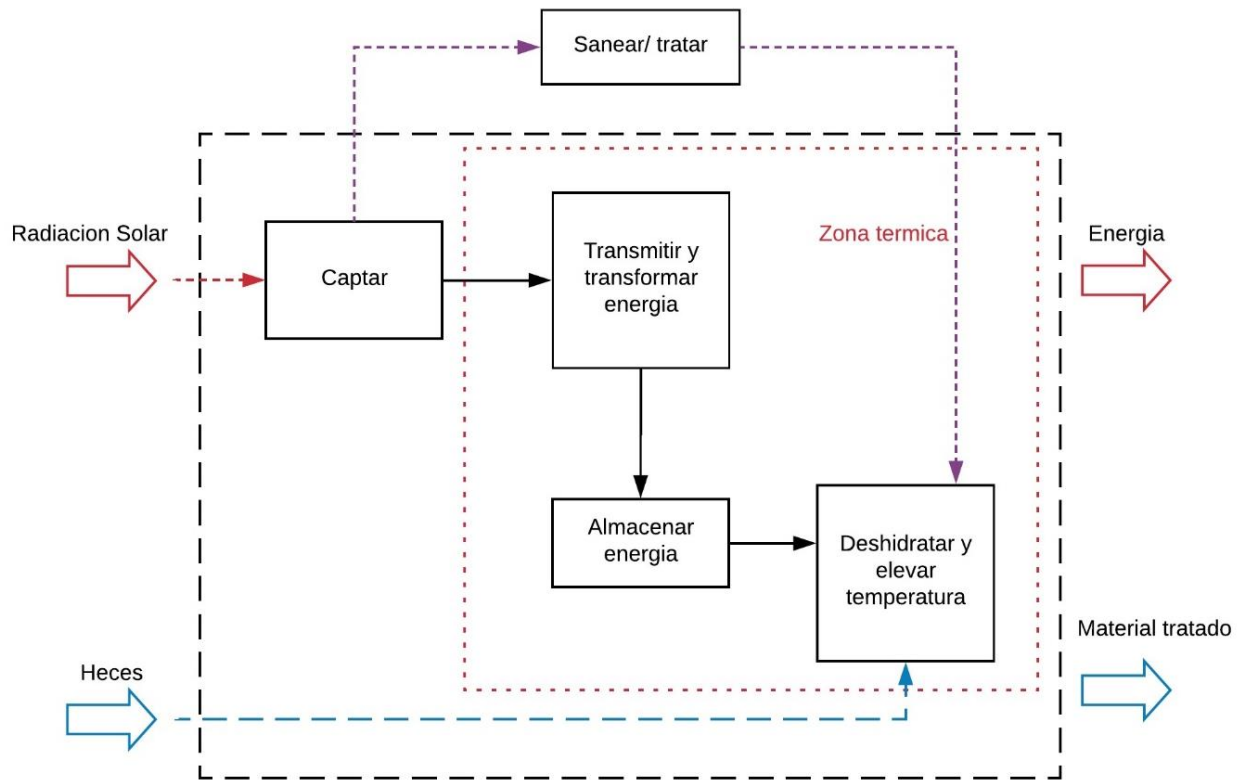 Sanear/ tratar
Radiacion Solar
Captar
Transmitir y
transformar
energia
Zona termica
Energia
Almacenar
energia
Deshidratar y
elevar
temperatura
Material tratado
Heces